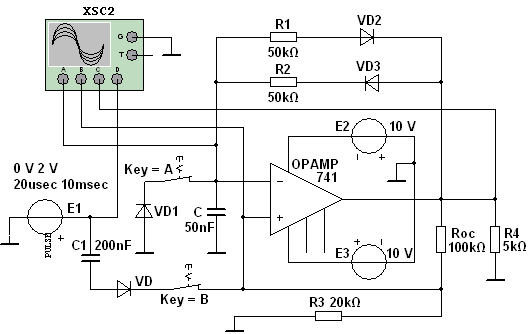 XSC2
G
T
A B C D
R1
50kΩ
VD2
R2
50kΩ
VD3
E2 10 V
OPAMP
741
Key = A
0 V 2 V
20usec 10msec
E1
PULSE
VD1
C
50nF
C1 200nF
VD
Key = B
E3 10 V
Roc
100kΩ
R4
5kΩ
R3 20kΩ